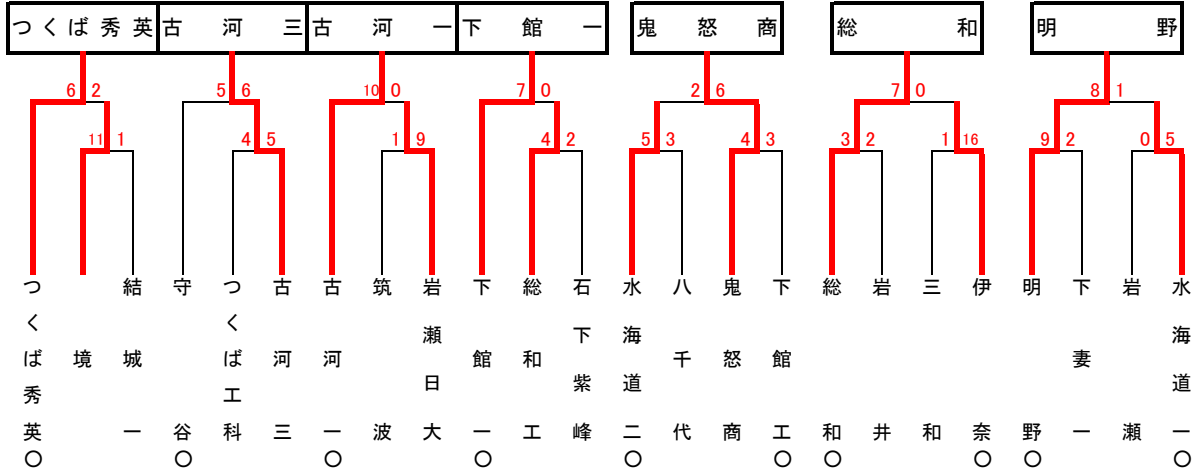 つくば秀英 古河三 古河一 下館一 鬼怒商 総和 明野
6 2 5 6 10 0 7 0 2 6 7 0 8 1
11 1 4 5 1 9 4 2 5 3 4 3 3 2 1 16 9 2 0 5
つくば秀英○
境
結城一
守谷○
つくば工科
古河三
古河一○
筑波
岩瀬日大
下館一○
総和工
石下紫峰
水海道二○
八千代
鬼怒商
下館工○
総和○
岩井
三和
伊奈○
明野○
下妻一
岩瀬
水海道一○